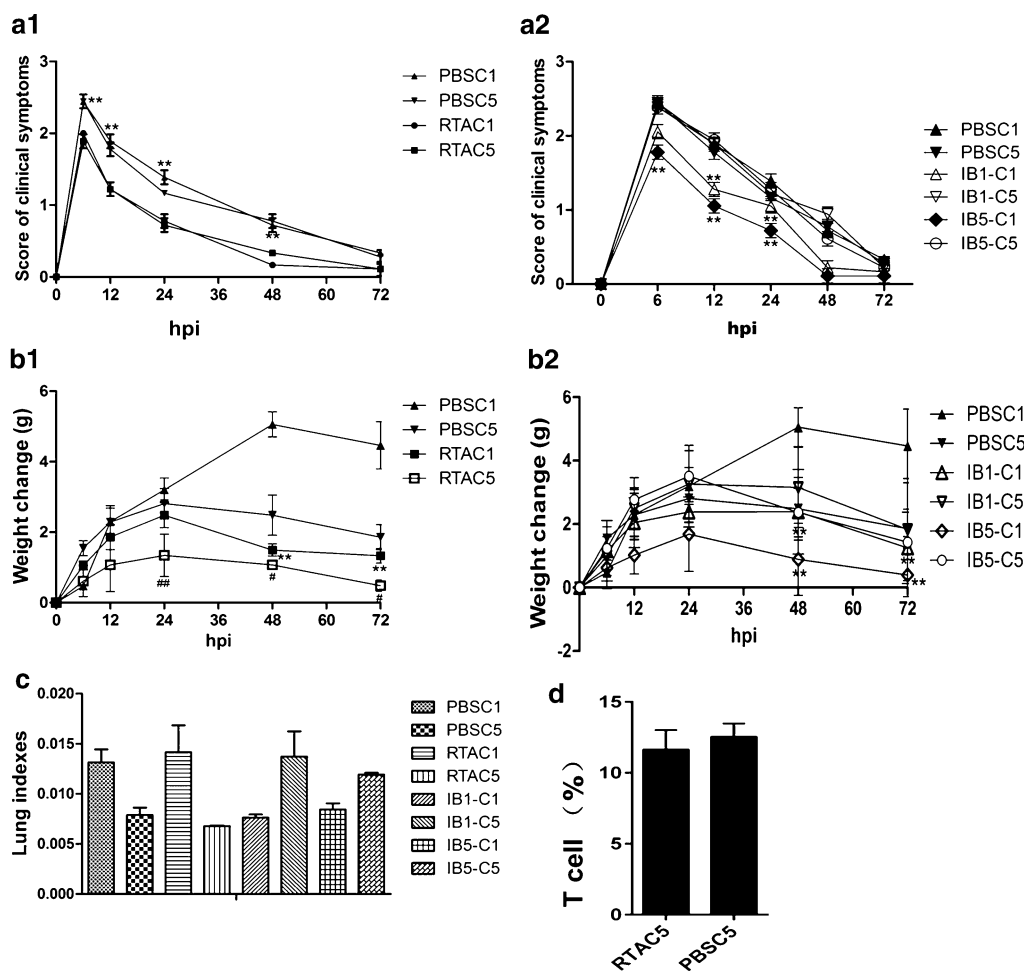 a1
Score of clinical symptoms
3
2
1
0
** ** ** **
0 12 24 36 48 60 72
hpi
PBSC1
PBSC5
RTAC1
RTAC5
a2
Score of clinical symptoms
3
2
1
0
** ** ** ** **
0 6 12 24 48 72
hpi
PBSC1
PBSC5
IB1-C1
IB1-C5
IB5-C1
IB5-C5
b1
Weight change (g)
6
4
2
0
** **
## # #
0 12 24 36 48 60 72
hpi
PBSC1
PBSC5
RTAC1
RTAC5
b2
Weight change (g)
6
4
2
0
-2
** ** ** **
12 24 36 48 60 72
hpi
PBSC1
PBSC5
IB1-C1
IB1-C5
IB5-C1
IB5-C5
c
Lung indexes
0.020
0.015
0.010
0.005
0.000
PBSC1
PBSC5
RTAC1
RTAC5
IB1-C1
IB1-C5
IB5-C1
IB5-C5
d
T cell（%）
15
10
5
0
RTAC5
PBSC5